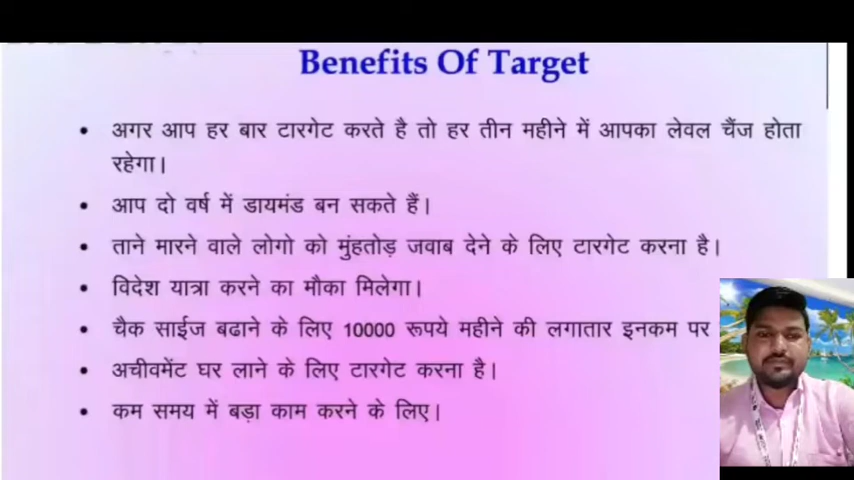 Benefits Of Target
• अगर आप हर बार टारगेट करते है तो हर तीन महीने में आपका लेवल चैंज होता
रहेगा।
• आप दो वर्ष में डायमंड बन सकते हैं।
• ताने मारने वाले लोगो को मुंहतोड़ जवाब देने के लिए टारगेट करना है।
• विदेश यात्रा करने का मौका मिलेगा।
• चैक साईज बढाने के लिए 10000 रूपये महीने की लगातार इनकम पर
• अचीवमेंट घर लाने के लिए टारगेट करना है।
• कम समय में बड़ा काम करने के लिए।